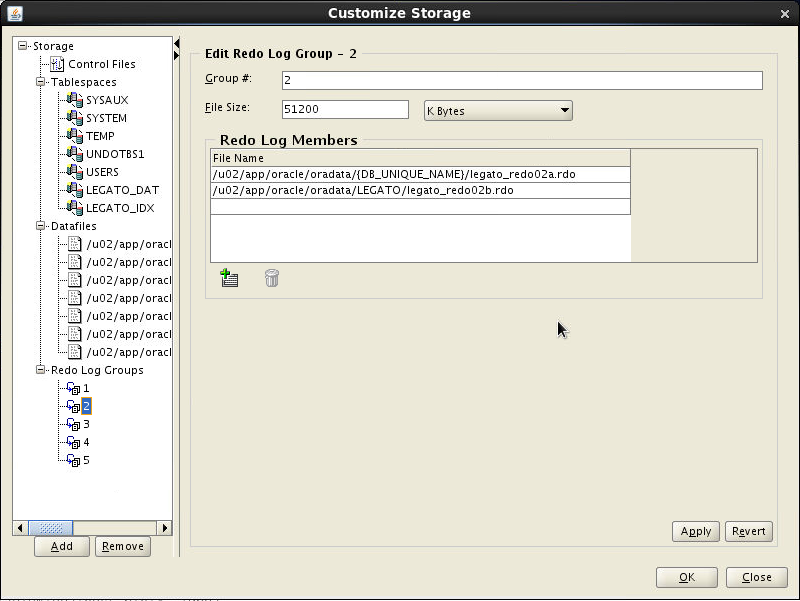 Customize Storage
Storage
Control Files
Tablespaces
SYSAUX
SYSTEM
TEMP
UNDOTBS1
USERS
LEGATO_DAT
LEGATO_IDX
Datafiles
/u02/app/oracl
/u02/app/oracl
/u02/app/oracl
/u02/app/oracl
/u02/app/oracl
/u02/app/oracl
/u02/app/oracl
Redo Log Groups
1
2
3
4
5
Add
Remove
Edit Redo Log Group - 2
Group #:
2
File Size:
51200
K Bytes
Redo Log Members
File Name
/u02/app/oracle/oradata/{DB_UNIQUE_NAME}/legato_redo02a.rdo
/u02/app/oracle/oradata/LEGATO/legato_redo02b.rdo
Apply
Revert
OK
Close